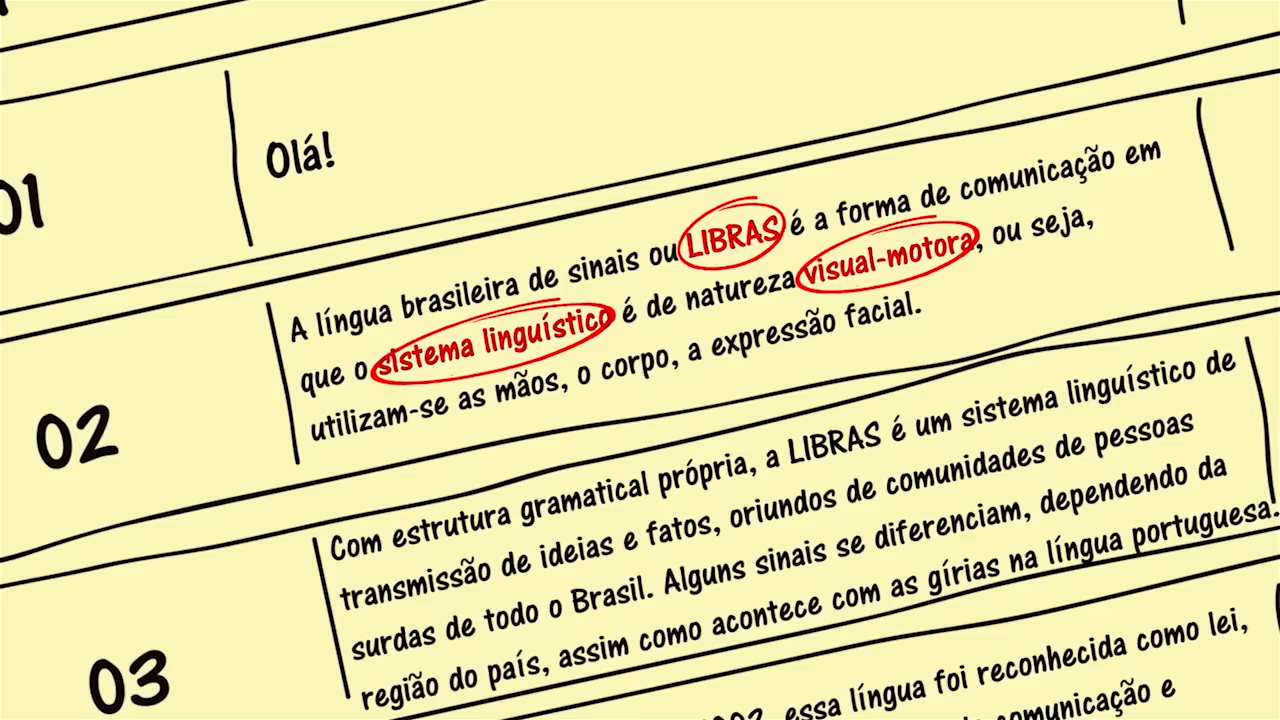 01
Olá!
02
A língua brasileira de sinais ou LIBRAS é a forma de comunicação em
que o sistema linguístico é de natureza visual-motora, ou seja,
utilizam-se as mãos, o corpo, a expressão facial.
03
Com estrutura gramatical própria, a LIBRAS é um sistema linguístico de
transmissão de ideias e fatos, oriundos de comunidades de pessoas
surdas de todo o Brasil. Alguns sinais se diferenciam, dependendo da
região do país, assim como acontece com as gírias na língua portuguesa.
essa língua foi reconhecida como lei,
comunicação e